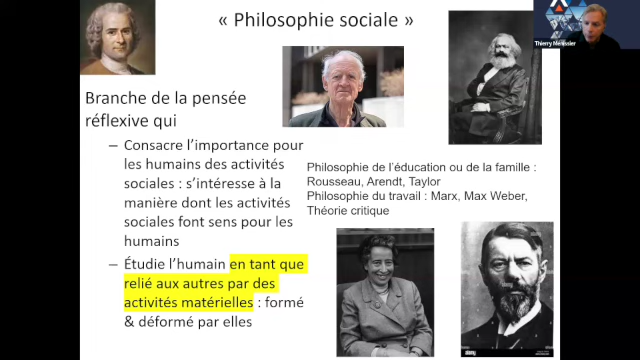 « Philosophie sociale »
Thierry Ménissier
Branche de la pensée
réflexive qui
– Consacre l’importance pour
les humains des activités
sociales : s’intéresse à la
manière dont les activités
sociales font sens pour les
humains
– Étudie l’humain en tant que
relié aux autres par des
activités matérielles : formé
& déformé par elles
Philosophie de l’éducation ou de la famille :
Rousseau, Arendt, Taylor
Philosophie du travail : Marx, Max Weber,
Théorie critique